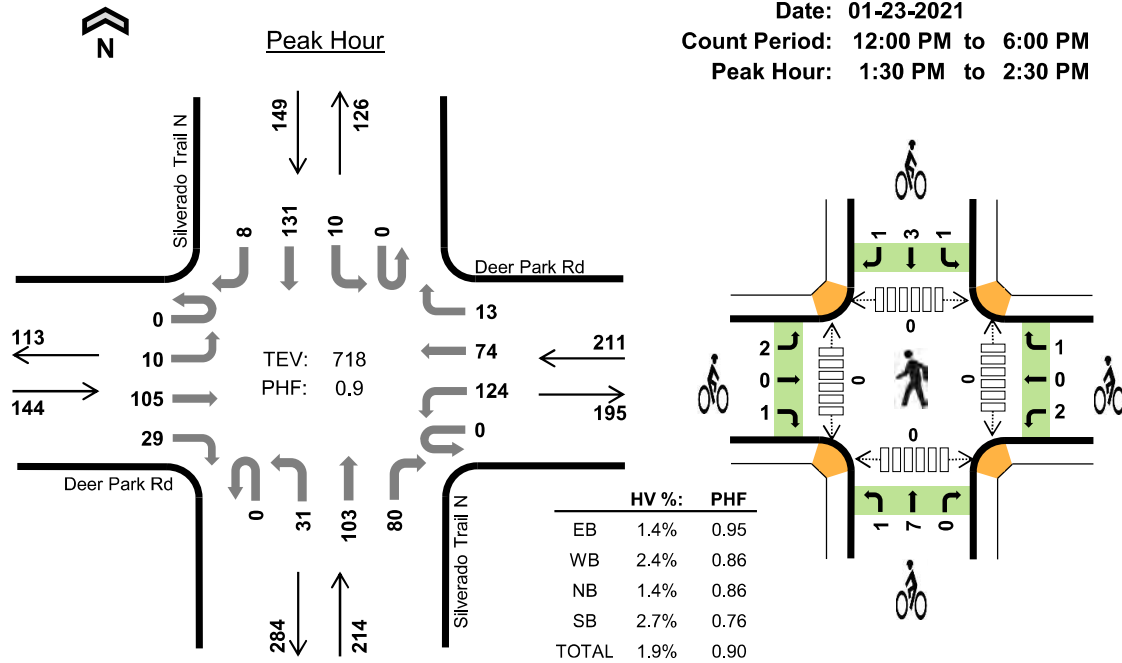 N
Peak Hour
Date: 01-23-2021
Count Period: 12:00 PM to 6:00 PM
Peak Hour: 1:30 PM to 2:30 PM
149
126
Silverado Trail N
8
131
10
0
Deer Park Rd
0
10
105
29
113
144
TEV: 718
PHF: 0.9
13
74
124
0
211
195
Deer Park Rd
0
31
103
80
Silverado Trail N
284
214
HV %: PHF
EB 1.4% 0.95
WB 2.4% 0.86
NB 1.4% 0.86
SB 2.7% 0.76
TOTAL 1.9% 0.90
1
3
1
0
2
0
1
0
0
1
0
2
0
1
7
0